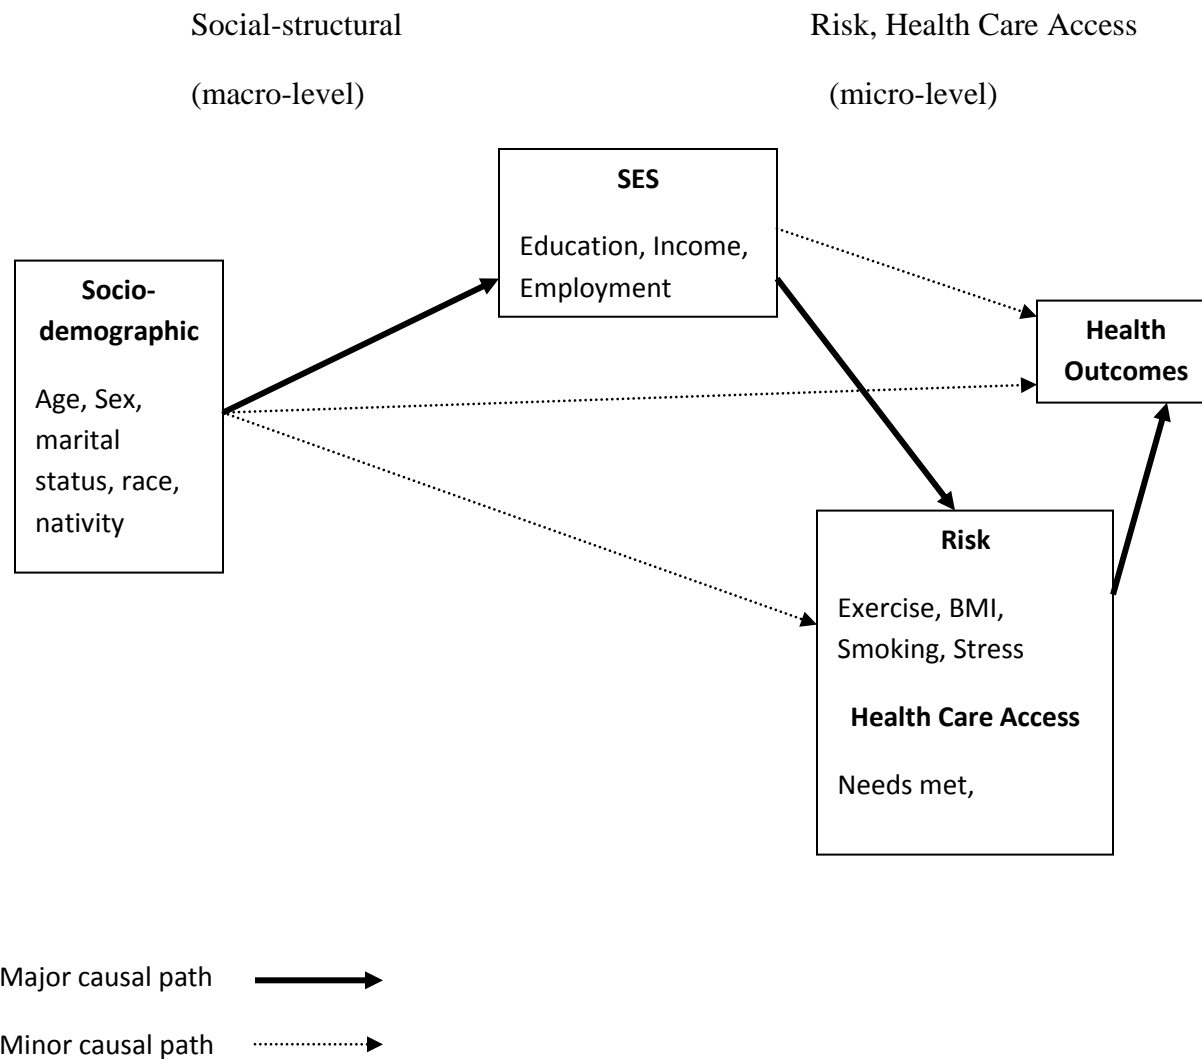 Social-structural
(macro-level)
Risk, Health Care Access
(micro-level)
SES
Education, Income,
Employment
Socio-
demographic
Age, Sex,
marital
status, race,
nativity
Health
Outcomes
Risk
Exercise, BMI,
Smoking, Stress
Health Care Access
Needs met,
Major causal path
Minor causal path